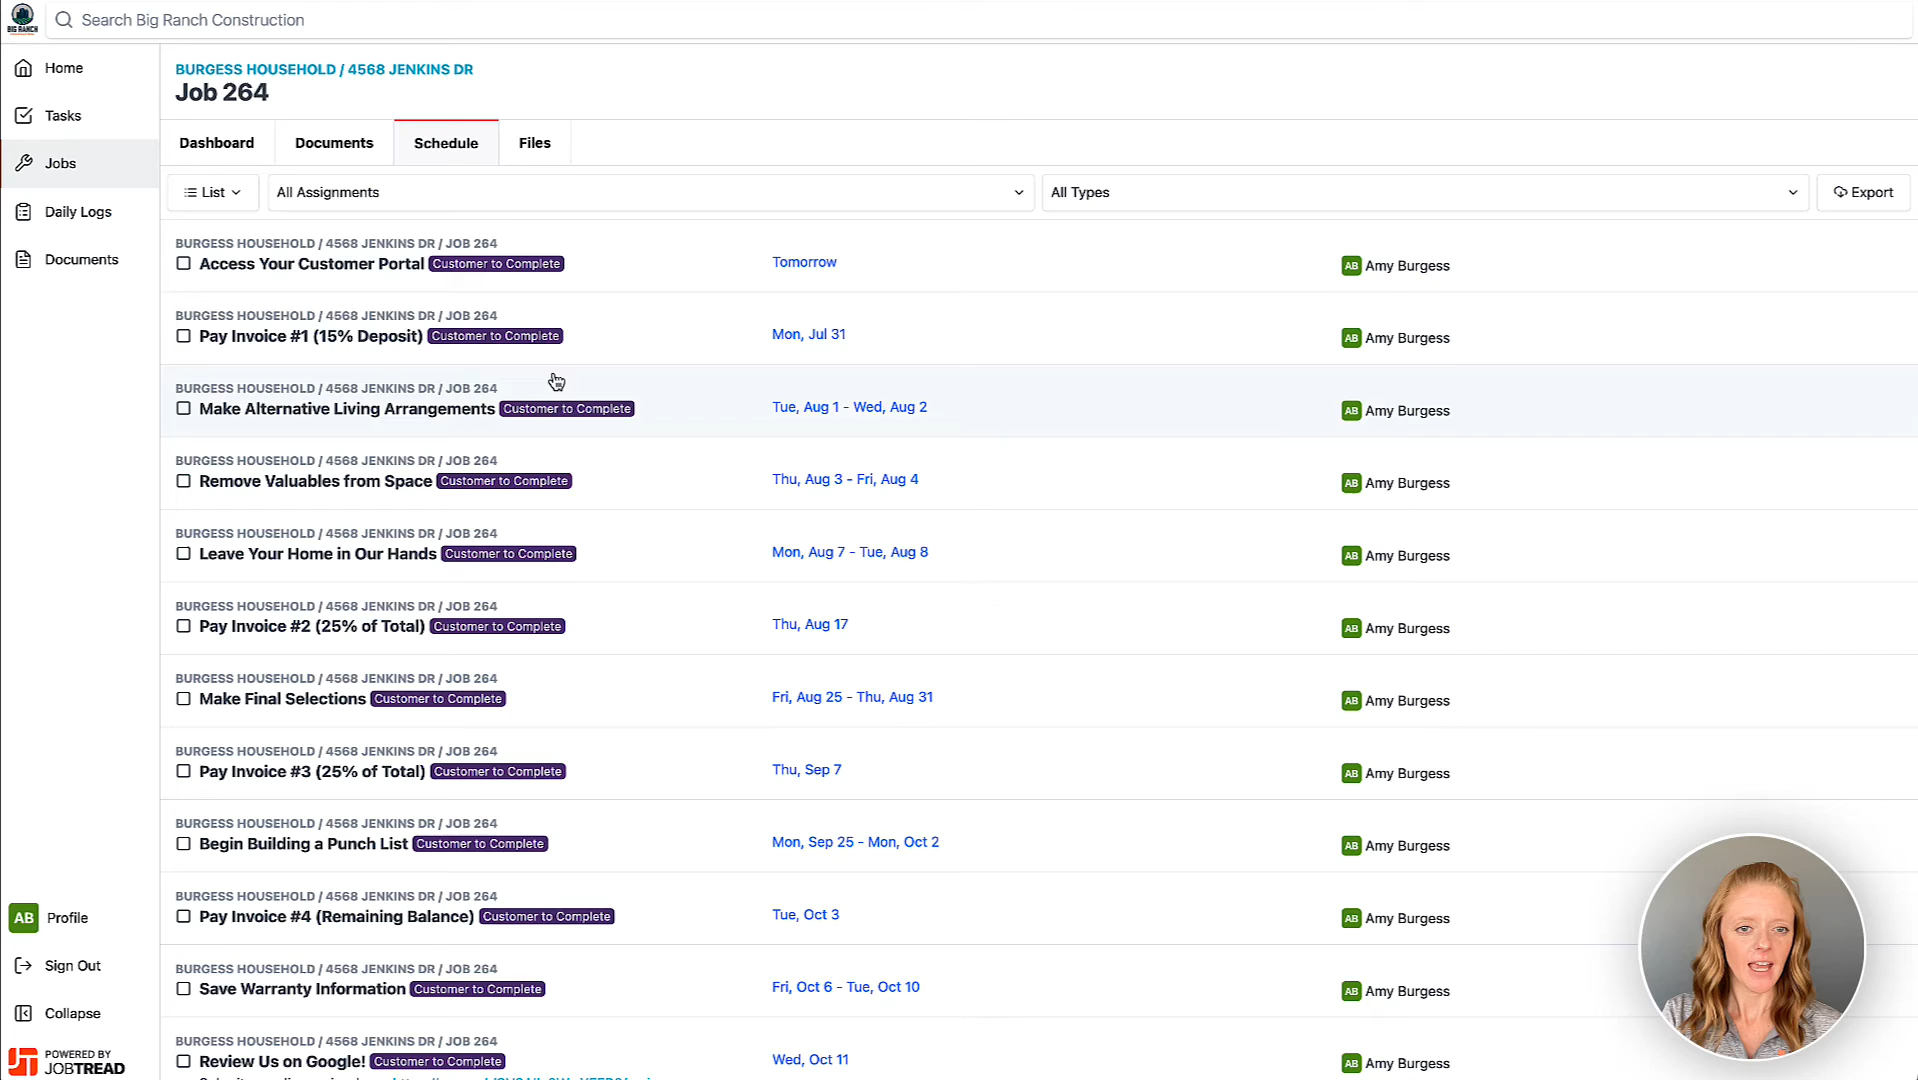 BIG RANCH
Search Big Ranch Construction
Home
Tasks
Jobs
Daily Logs
Documents
BURGESS HOUSEHOLD / 4568 JENKINS DR
Job 264
Dashboard Documents Schedule Files
List All Assignments All Types Export
BURGESS HOUSEHOLD / 4568 JENKINS DR / JOB 264
Access Your Customer Portal Customer to Complete Tomorrow AB Amy Burgess
BURGESS HOUSEHOLD / 4568 JENKINS DR / JOB 264
Pay Invoice #1 (15% Deposit) Customer to Complete Mon, Jul 31 AB Amy Burgess
BURGESS HOUSEHOLD / 4568 JENKINS DR / JOB 264
Make Alternative Living Arrangements Customer to Complete Tue, Aug 1 - Wed, Aug 2 AB Amy Burgess
BURGESS HOUSEHOLD / 4568 JENKINS DR / JOB 264
Remove Valuables from Space Customer to Complete Thu, Aug 3 - Fri, Aug 4 AB Amy Burgess
BURGESS HOUSEHOLD / 4568 JENKINS DR / JOB 264
Leave Your Home in Our Hands Customer to Complete Mon, Aug 7 - Tue, Aug 8 AB Amy Burgess
BURGESS HOUSEHOLD / 4568 JENKINS DR / JOB 264
Pay Invoice #2 (25% of Total) Customer to Complete Thu, Aug 17 AB Amy Burgess
BURGESS HOUSEHOLD / 4568 JENKINS DR / JOB 264
Make Final Selections Customer to Complete Fri, Aug 25 - Thu, Aug 31 AB Amy Burgess
BURGESS HOUSEHOLD / 4568 JENKINS DR / JOB 264
Pay Invoice #3 (25% of Total) Customer to Complete Thu, Sep 7 AB Amy Burgess
BURGESS HOUSEHOLD / 4568 JENKINS DR / JOB 264
Begin Building a Punch List Customer to Complete Mon, Sep 25 - Mon, Oct 2 AB Amy Burgess
BURGESS HOUSEHOLD / 4568 JENKINS DR / JOB 264
Pay Invoice #4 (Remaining Balance) Customer to Complete Tue, Oct 3 AB Amy Burgess
BURGESS HOUSEHOLD / 4568 JENKINS DR / JOB 264
Save Warranty Information Customer to Complete Fri, Oct 6 - Tue, Oct 10 AB Amy Burgess
BURGESS HOUSEHOLD / 4568 JENKINS DR / JOB 264
Review Us on Google! Customer to Complete Wed, Oct 11 AB Amy Burgess
AB Profile
Sign Out
Collapse
JT POWERED BY
JOBTREAD